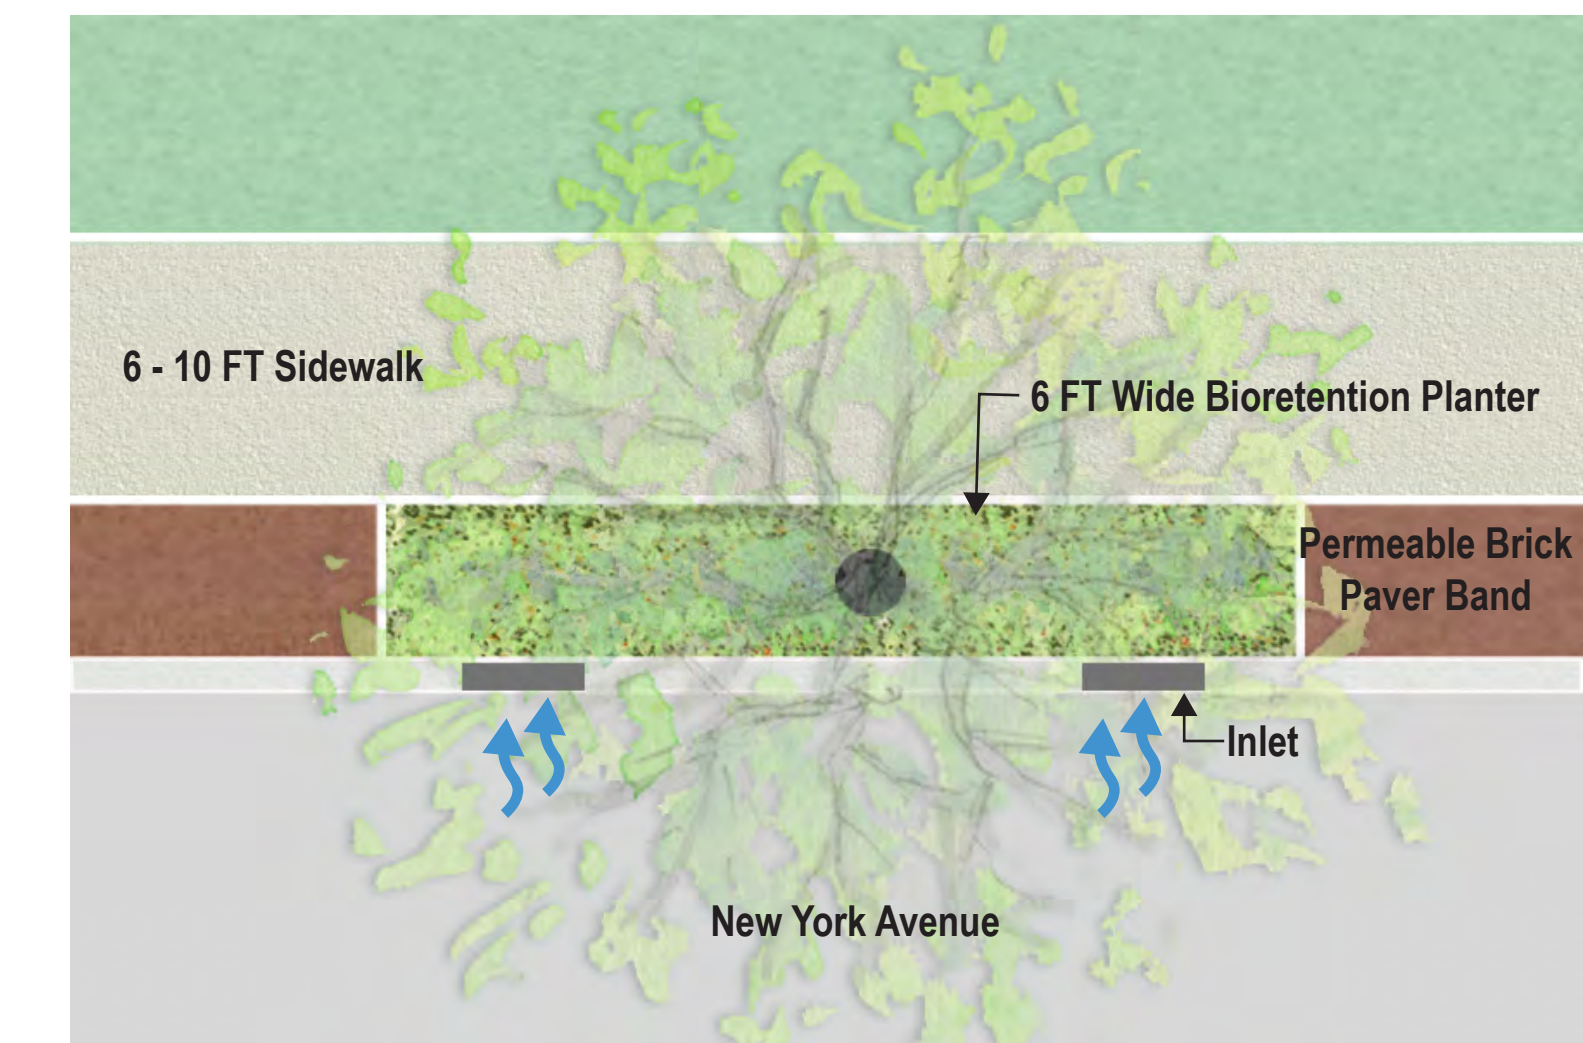 6 - 10 FT Sidewalk
6 FT Wide Bioretention Planter
Permeable Brick
Paver Band
Inlet
New York Avenue